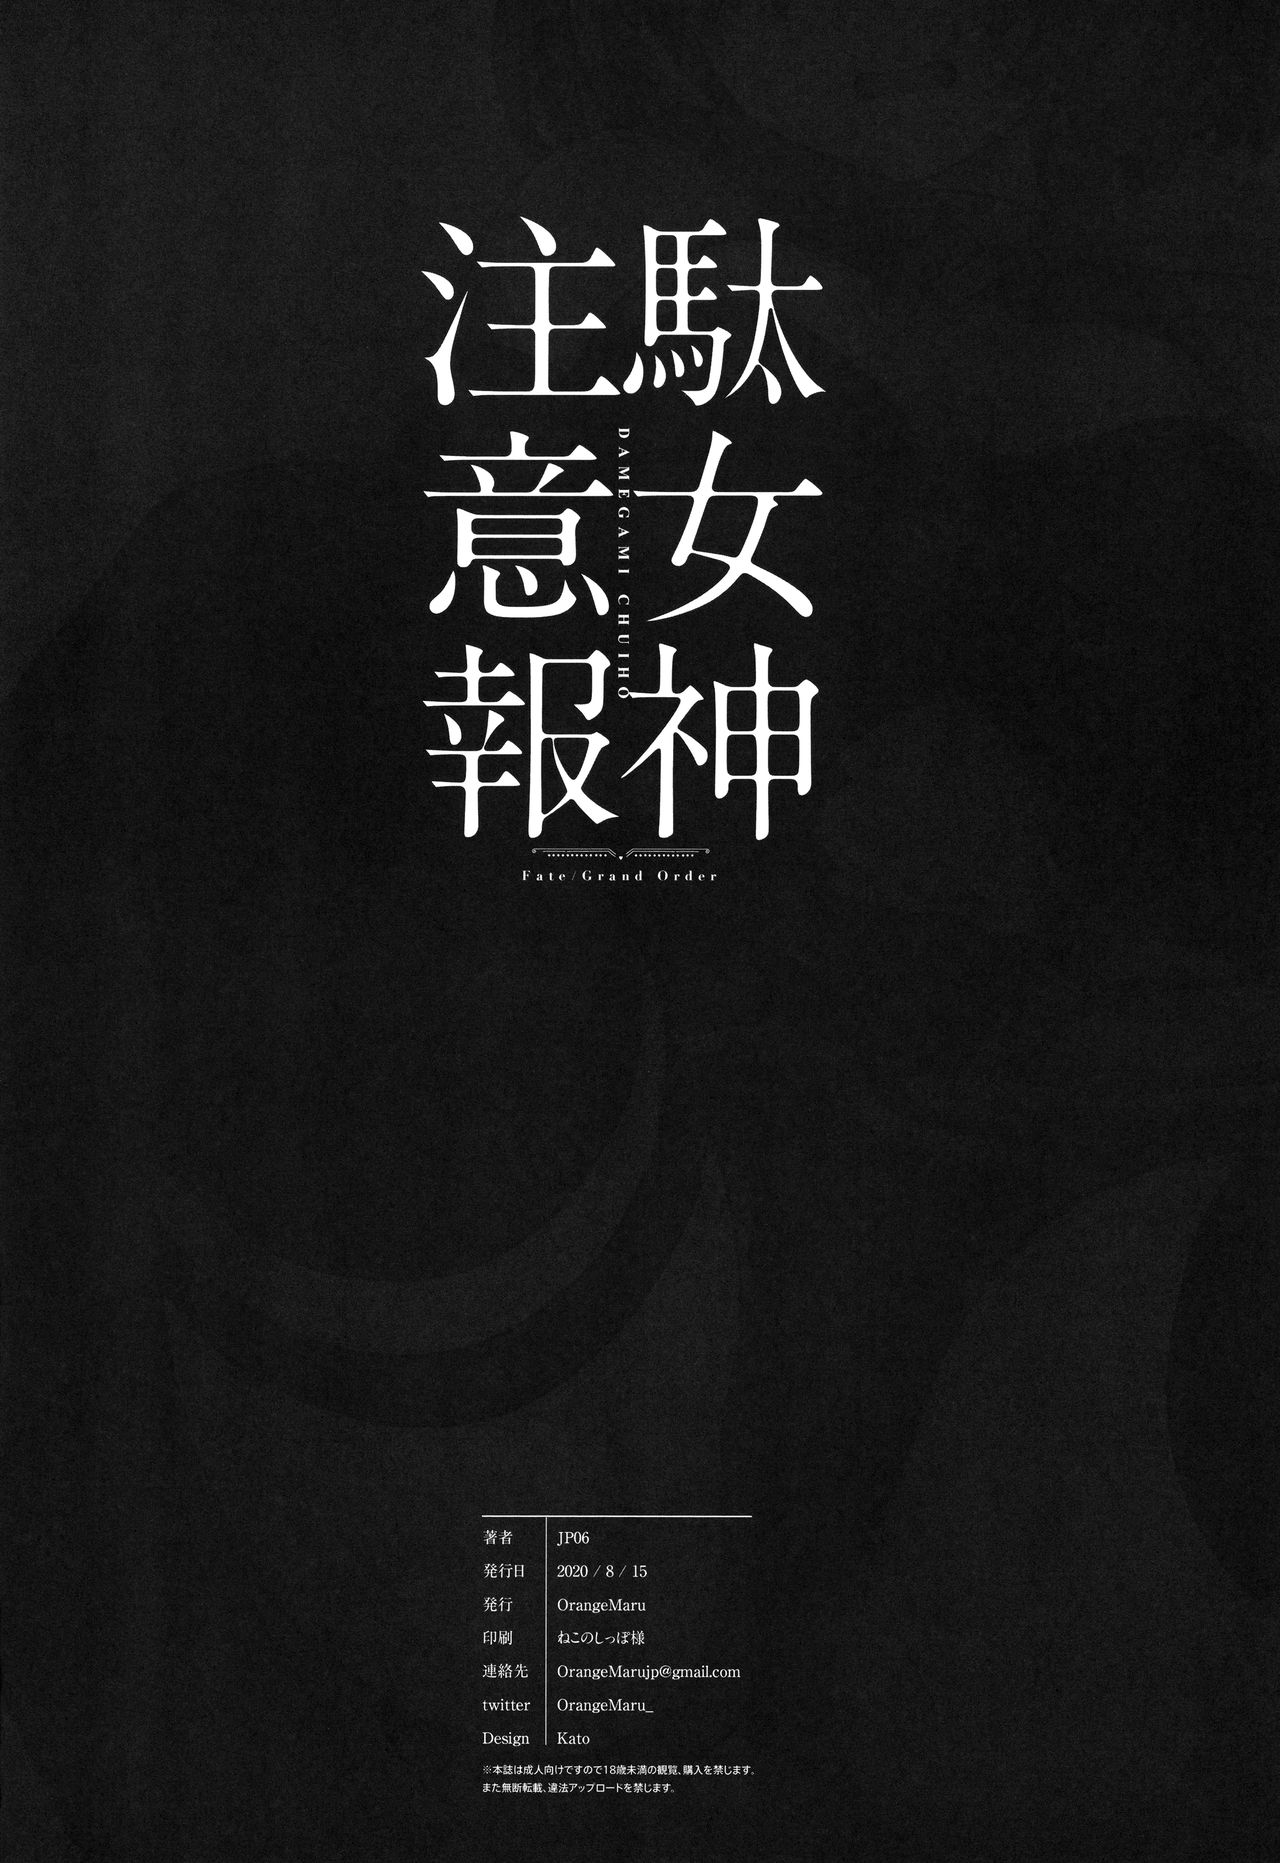 駄女神
注意報
DAMEGAMI CHUIHO
Fate/Grand Order
著者 JP06
発行日 2020 / 8 / 15
発行 OrangeMaru
印刷 ねこのしっぽ様
連絡先 OrangeMarujp@gmail.com
twitter OrangeMaru_
Design Kato
※本誌は成人向けですので18歳未満の観覧、購入を禁じます。
また無断転載、違法アップロードを禁じます。